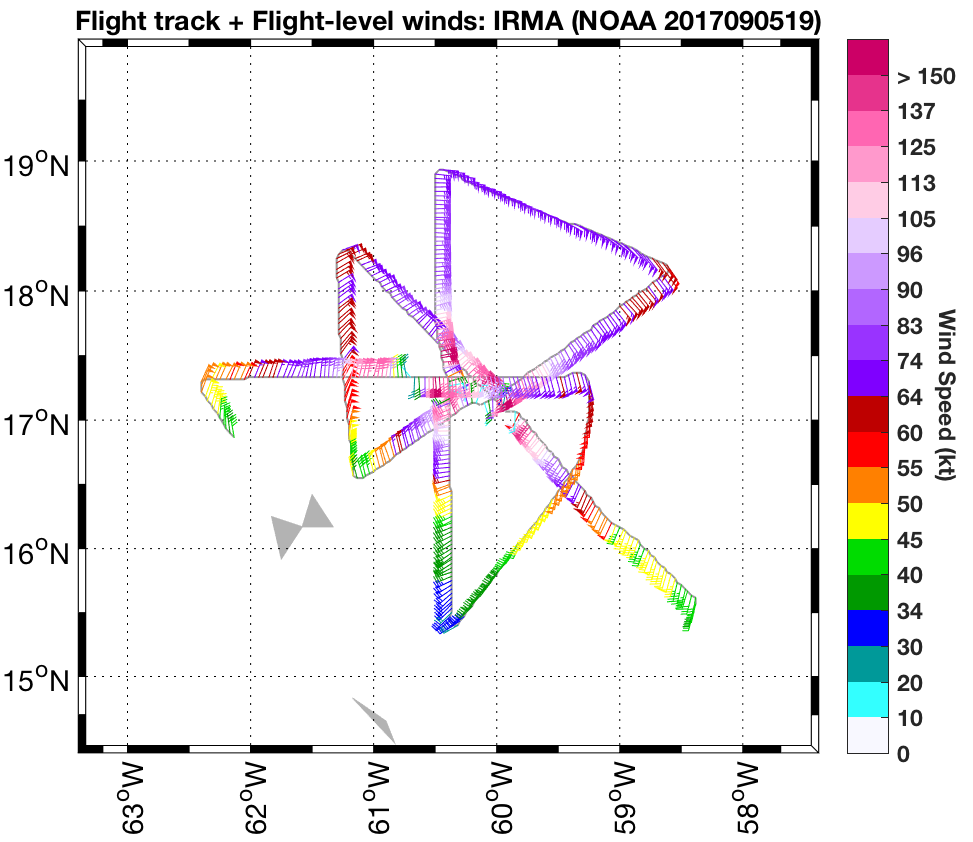 Flight track + Flight-level winds: IRMA (NOAA 2017090519)
19°N
18°N
17°N
16°N
15°N
63°W
62°W
61°W
60°W
59°W
58°W
> 150
137
125
113
105
96
90
83
74
64
60
55
50
45
40
34
30
20
10
0
Wind Speed (kt)